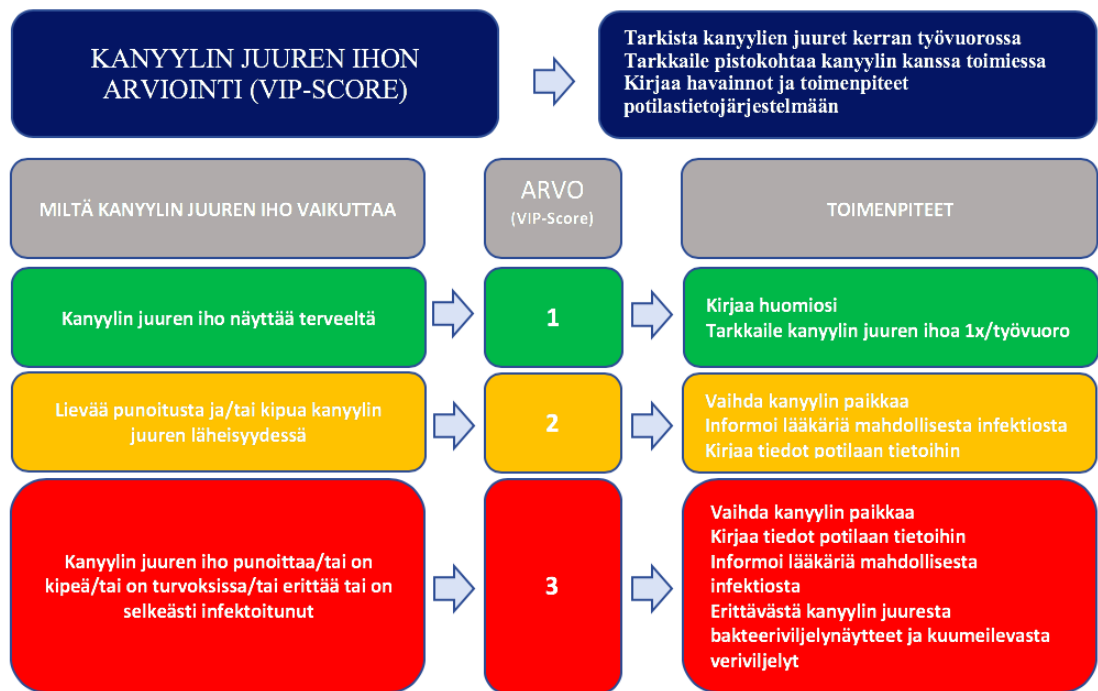 KANYYLIN JUUREN IHON
ARVIOINTI (VIP-SCORE)
Tarkista kanyylien juuret kerran työvuorossa
Tarkkaile pistokohtaa kanyylin kanssa toimiessa
Kirjaa havainnot ja toimenpiteet
potilastietojärjestelmään
MILTÄ KANYYLIN JUUREN IHO VAIKUTTAA
ARVO
(VIP-Score)
TOIMENPITEET
Kanyylin juuren iho näyttää terveeltä
1
Kirjaa huomiosi
Tarkkaile kanyylin juuren ihoa 1x/työvuoro
Lievää punoitusta ja/tai kipua kanyylin
juuren läheisyydessä
2
Vaihda kanyylin paikkaa
Informoi lääkäriä mahdollisesta infektiosta
Kirjaa tiedot potilaan tietoihin
Kanyylin juuren iho punoittaa/tai on
kipeä/tai on turvoksissa/tai erittää tai on
selkeästi infektoitunut
3
Vaihda kanyylin paikkaa
Kirjaa tiedot potilaan tietoihin
Informoi lääkäriä mahdollisesta
infektiosta
Erittävästä kanyylin juuresta
bakteeriviljelynäytteet ja kuumeilevasta
veriviljelyt